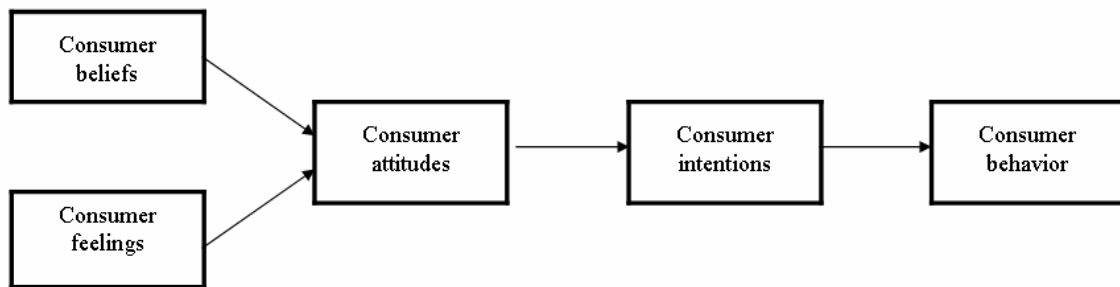 Consumer
beliefs
Consumer
feelings
Consumer
attitudes
Consumer
intentions
Consumer
behavior